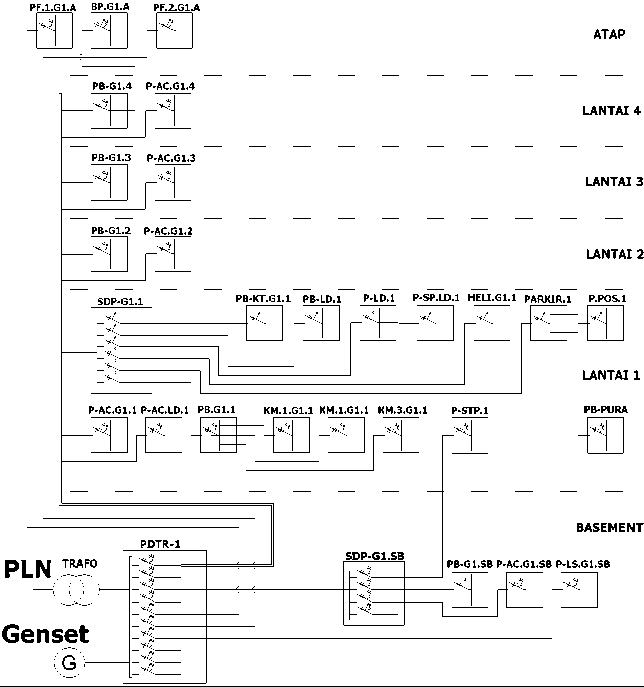 PF.1.G1.A BP.G1.A PF.2.G1.A
ATAP
PB-G1.4 P-AC.G1.4
LANTAI 4
PB-G1.3 P-AC.G1.3
LANTAI 3
PB-G1.2 P-AC.G1.2
LANTAI 2
SDP-G1.1 PB-KT.G1.1 PB-LD.1 P-LD.1 P-SP.LD.1 HELI.G1.1 PARKIR.1 P.POS.1
LANTAI 1
P-AC.G1.1 P-AC.LD.1 PB.G1.1 KM.1.G1.1 KM.1.G1.1 KM.3.G1.1 P-STP.1 PB-PURA
BASEMENT
PDTR-1
SDP-G1.SB
PLN TRAFO
PB-G1.SB P-AC.G1.SB P-LS.G1.SB
Genset
G